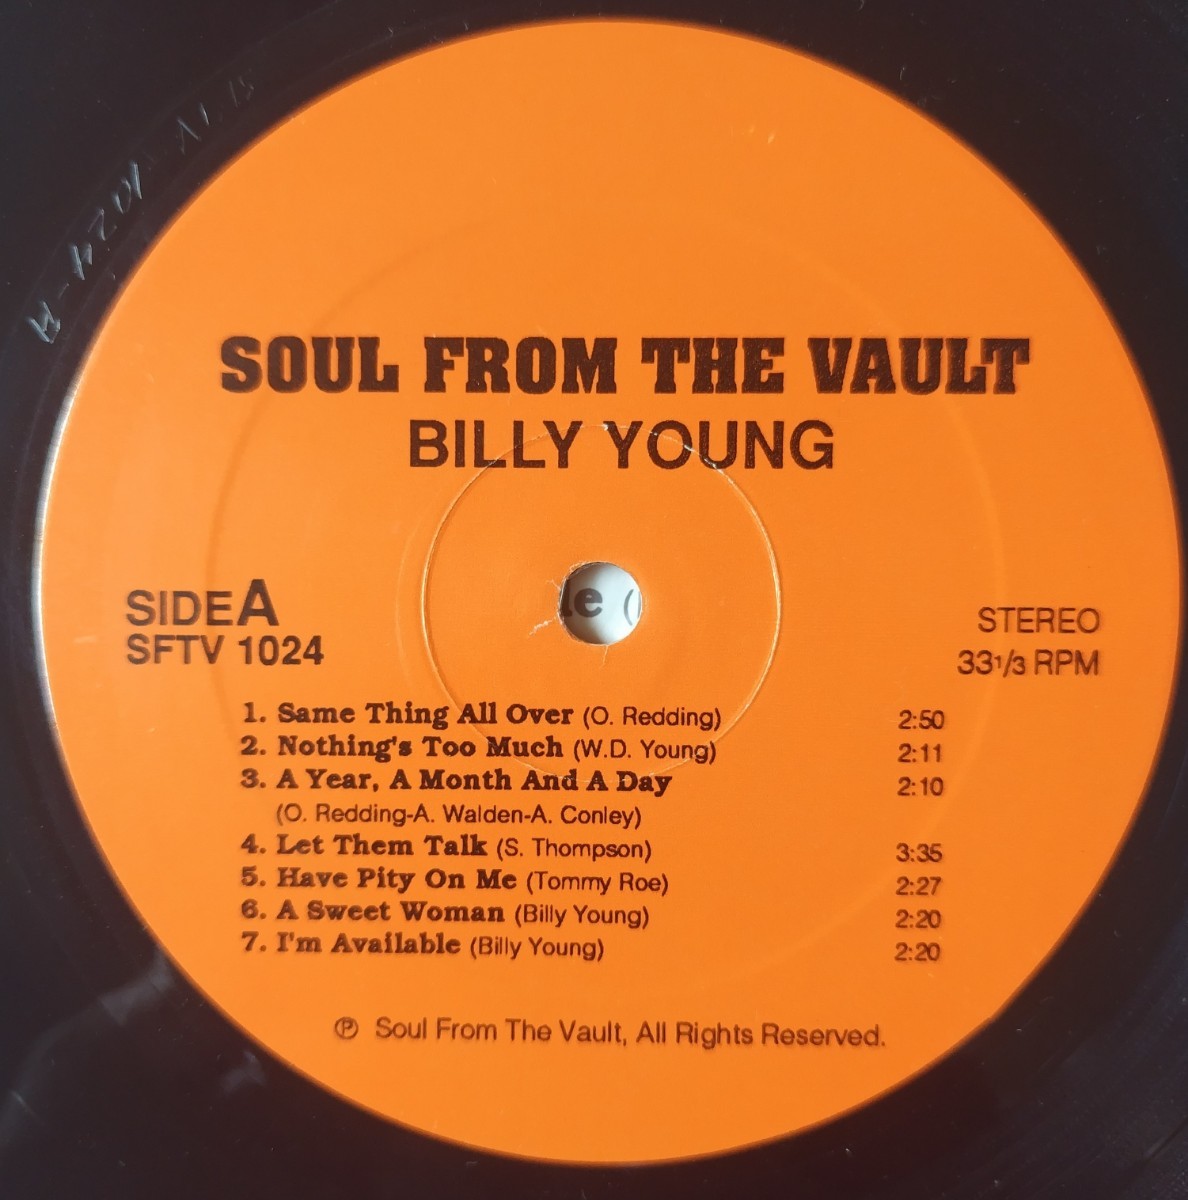 SOUL FROM THE VAULT
BILLY YOUNG
SIDE A
SFTV 1024
STEREO
33 1/3 RPM
1. Same Thing All Over (O. Redding) 2:50
2. Nothing's Too Much (W.D. Young) 2:11
3. A Year, A Month And A Day 2:10
(O. Redding-A. Walden-A. Conley)
4. Let Them Talk (S. Thompson) 3:35
5. Have Pity On Me (Tommy Roe) 2:27
6. A Sweet Woman (Billy Young) 2:20
7. I'm Available (Billy Young) 2:20
℗ Soul From The Vault, All Rights Reserved.